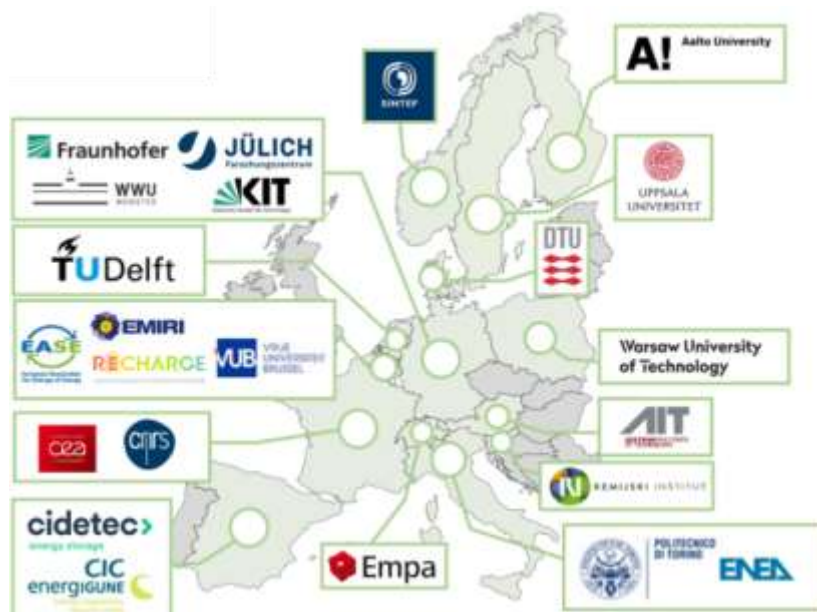 SINTEF
A!
Aalto University
Fraunhofer
JÜLICH
Forschungszentrum
WWU
MÜNSTER
KIT
UPPSALA
UNIVERSITET
DTU
TU Delft
EASE
EMIRI
RECHARGE
VUB
VRIJE
UNIVERSITEIT
BRUSSEL
Warsaw University
of Technology
cea
cnrs
AIT
KEMIJSKI INSTITUT
cidetec>
energy storage
CIC
energiGUNE
Empa
POLITECNICO
DI TORINO
ENEA